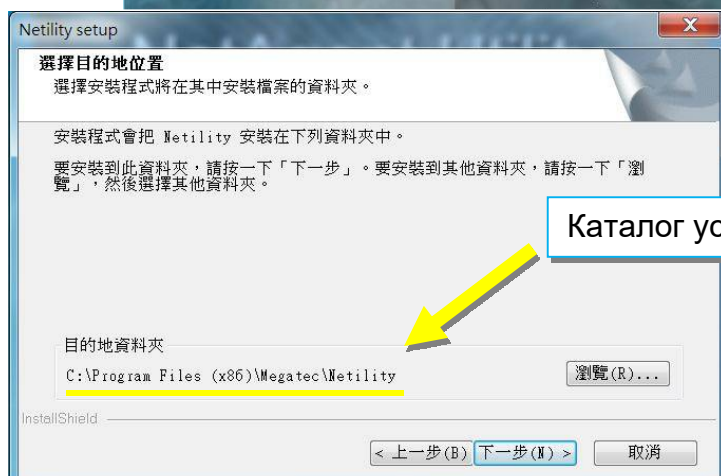 Netility setup
選擇目的地位置
選擇安裝程式將在其中安裝檔案的資料夾。
安裝程式會把 Netility 安裝在下列資料夾中。
要安裝到此資料夾，請按一下「下一步」。要安裝到其他資料夾，請按一下「瀏
覽」，然後選擇其他資料夾。
Каталог ус
目的地資料夾
C:\Program Files (x86)\Megatec\Netility
瀏覽(R)...
InstallShield
< 上一步(B) 下一步(N) > 取消